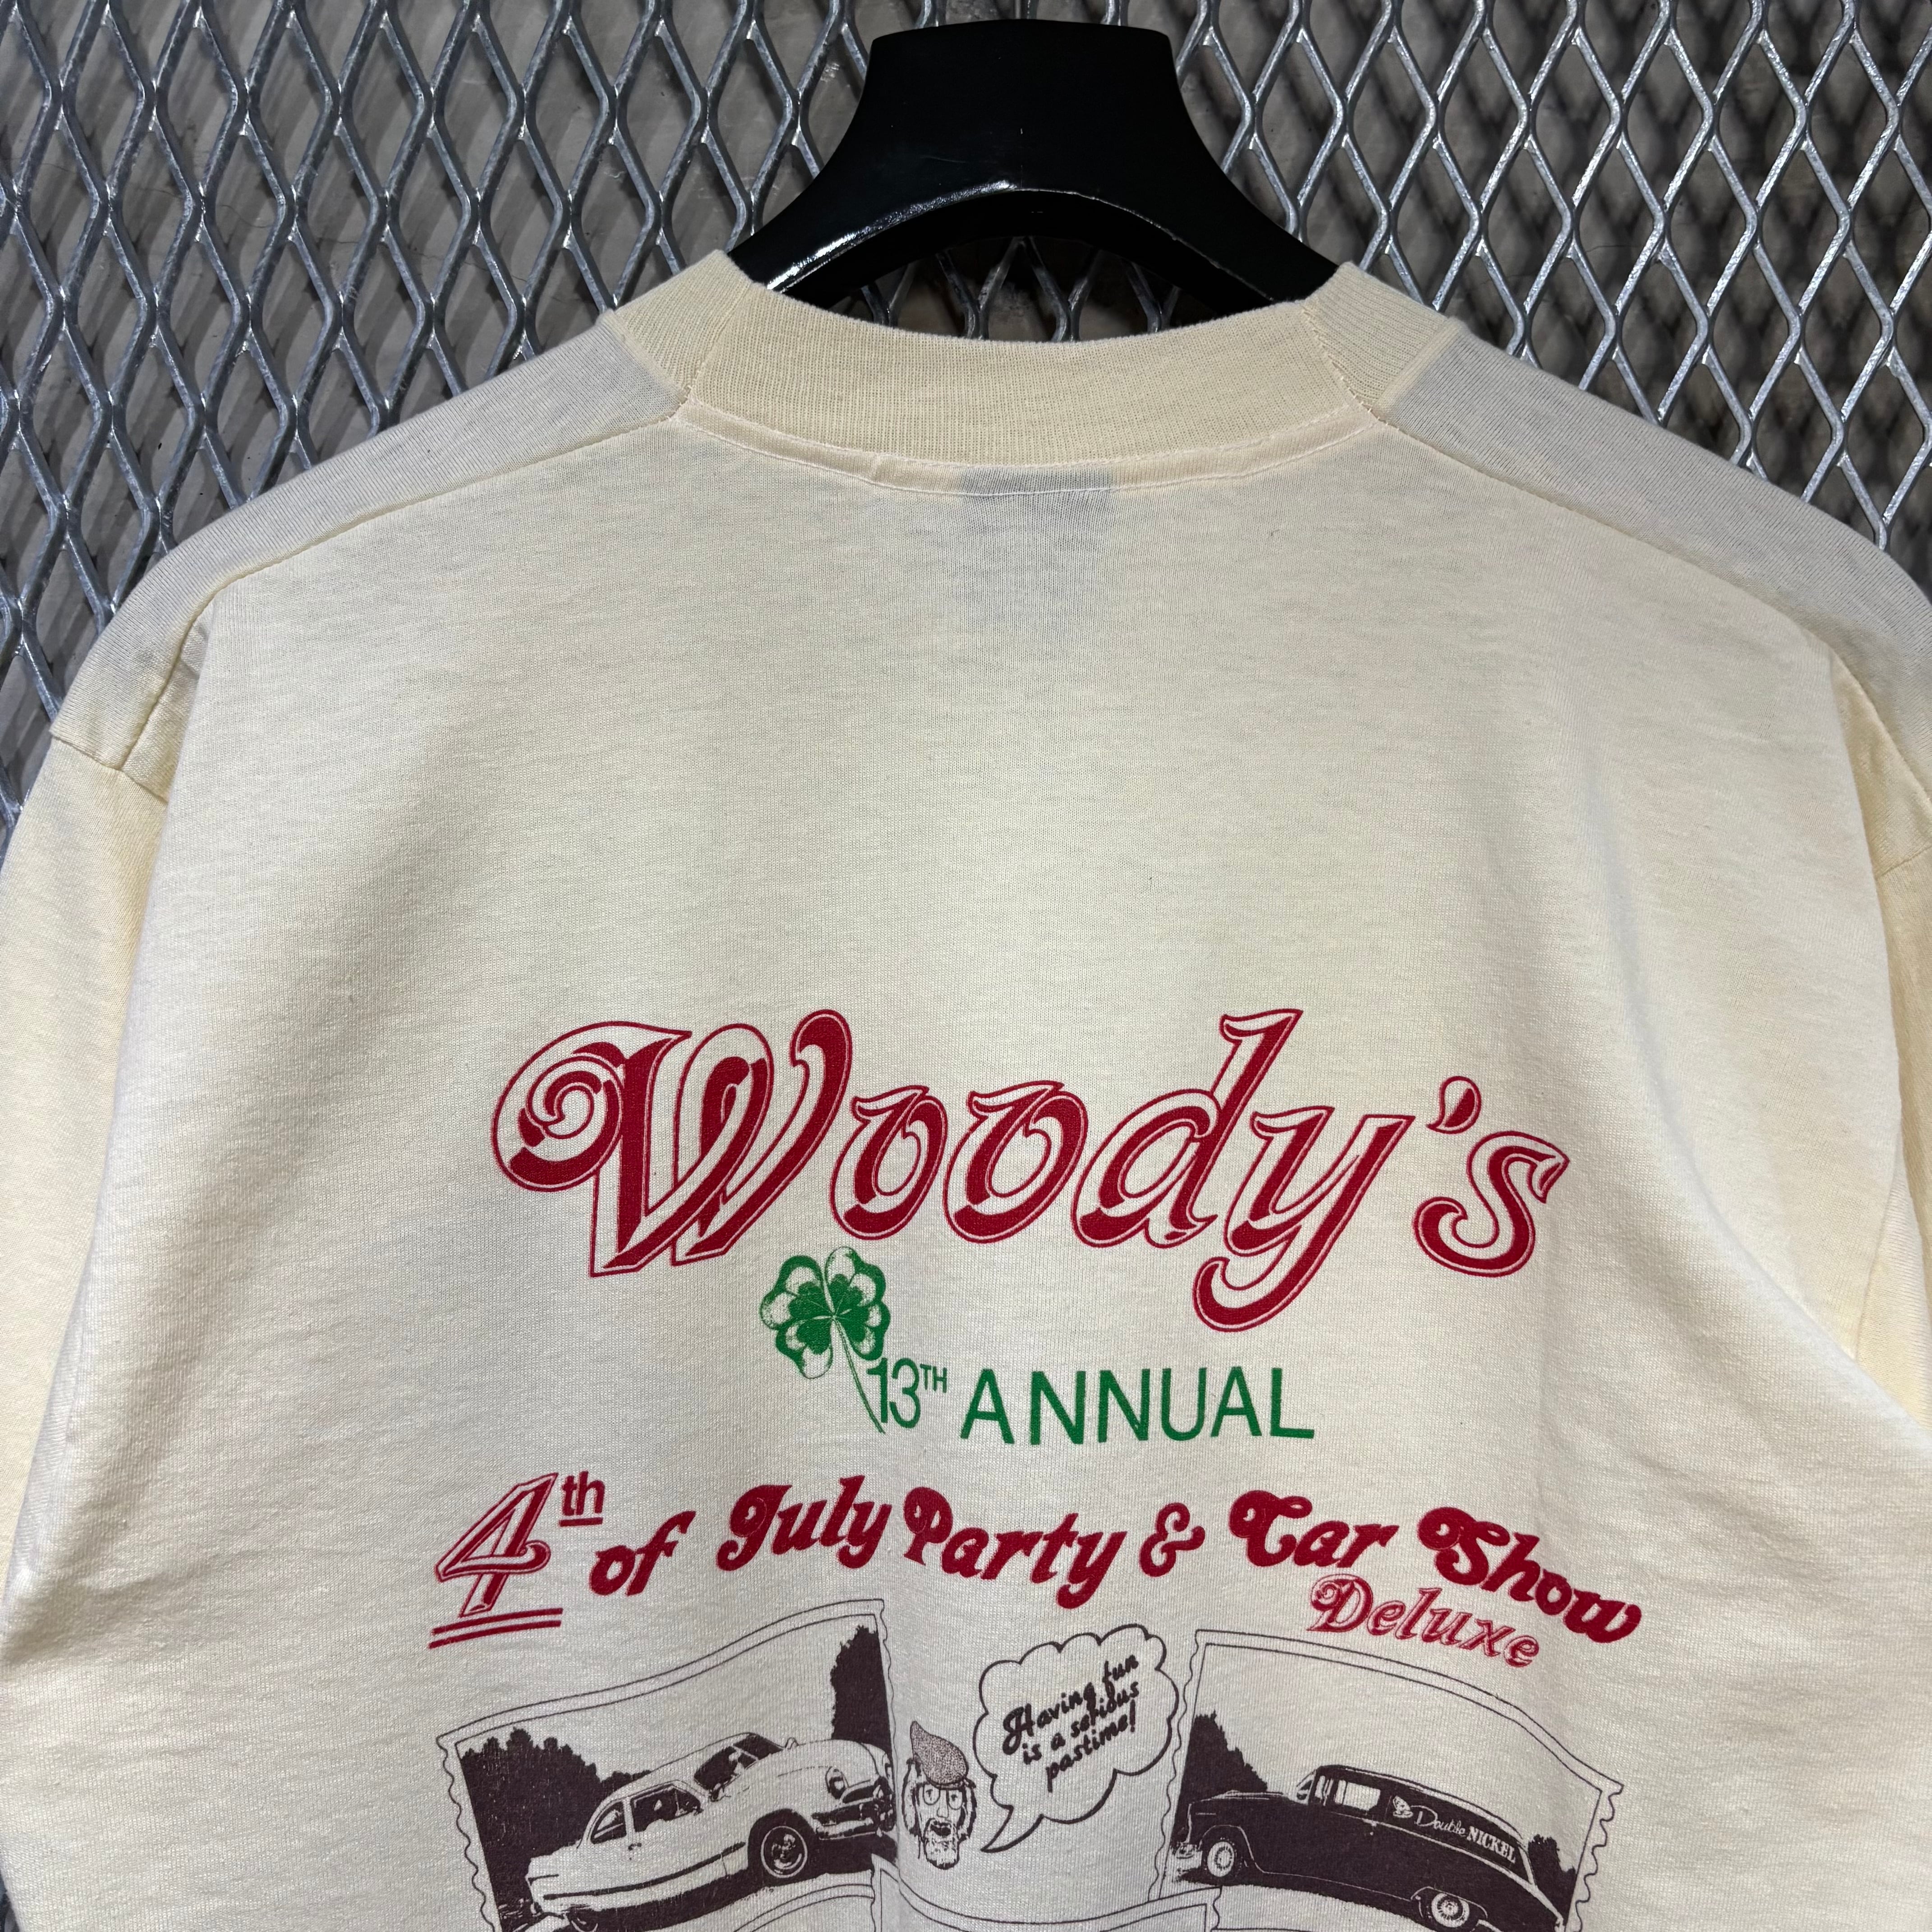 Woody's
13TH ANNUAL
4th of July Party & Car Show
Deluxe
Having fun
is a serious
pastime!
Double NICKEL